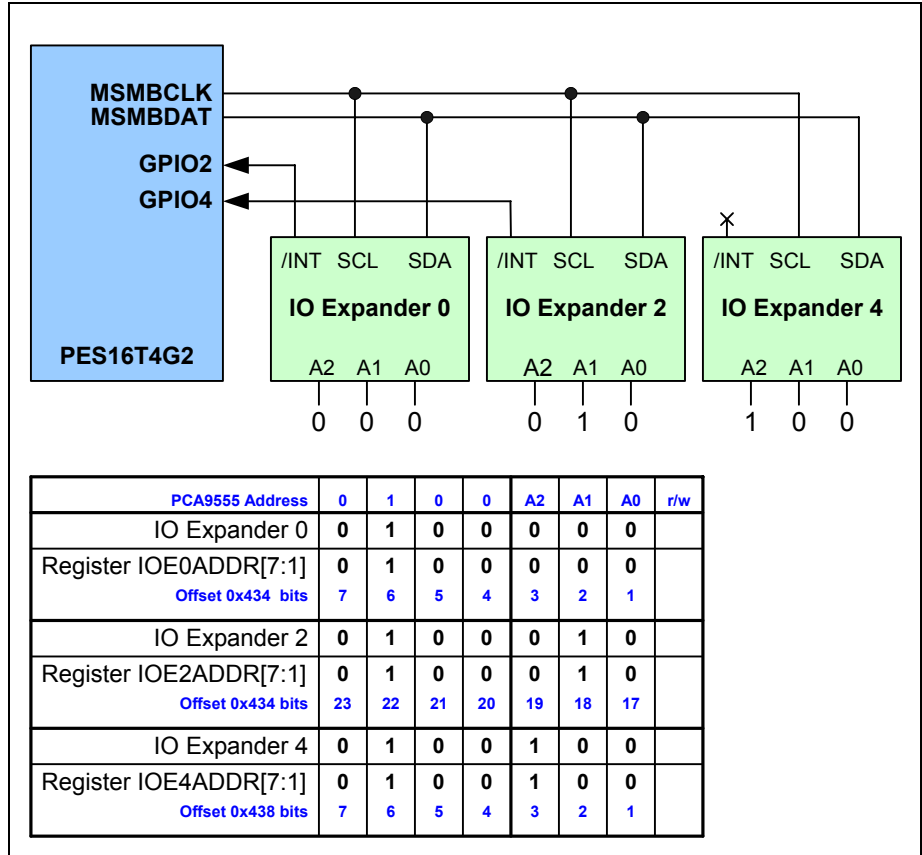 MSMBCLK
MSMBDAT
GPIO2
GPIO4
PES16T4G2
/INT SCL SDA
IO Expander 0
A2 A1 A0
0 0 0
/INT SCL SDA
IO Expander 2
A2 A1 A0
0 1 0
/INT SCL SDA
IO Expander 4
A2 A1 A0
1 0 0
PCA9555 Address 0 1 0 0 A2 A1 A0 r/w
IO Expander 0 0 1 0 0 0 0 0
Register IOE0ADDR[7:1] 0 1 0 0 0 0 0
Offset 0x434 bits 7 6 5 4 3 2 1
IO Expander 2 0 1 0 0 0 1 0
Register IOE2ADDR[7:1] 0 1 0 0 0 1 0
Offset 0x434 bits 23 22 21 20 19 18 17
IO Expander 4 0 1 0 0 1 0 0
Register IOE4ADDR[7:1] 0 1 0 0 1 0 0
Offset 0x438 bits 7 6 5 4 3 2 1